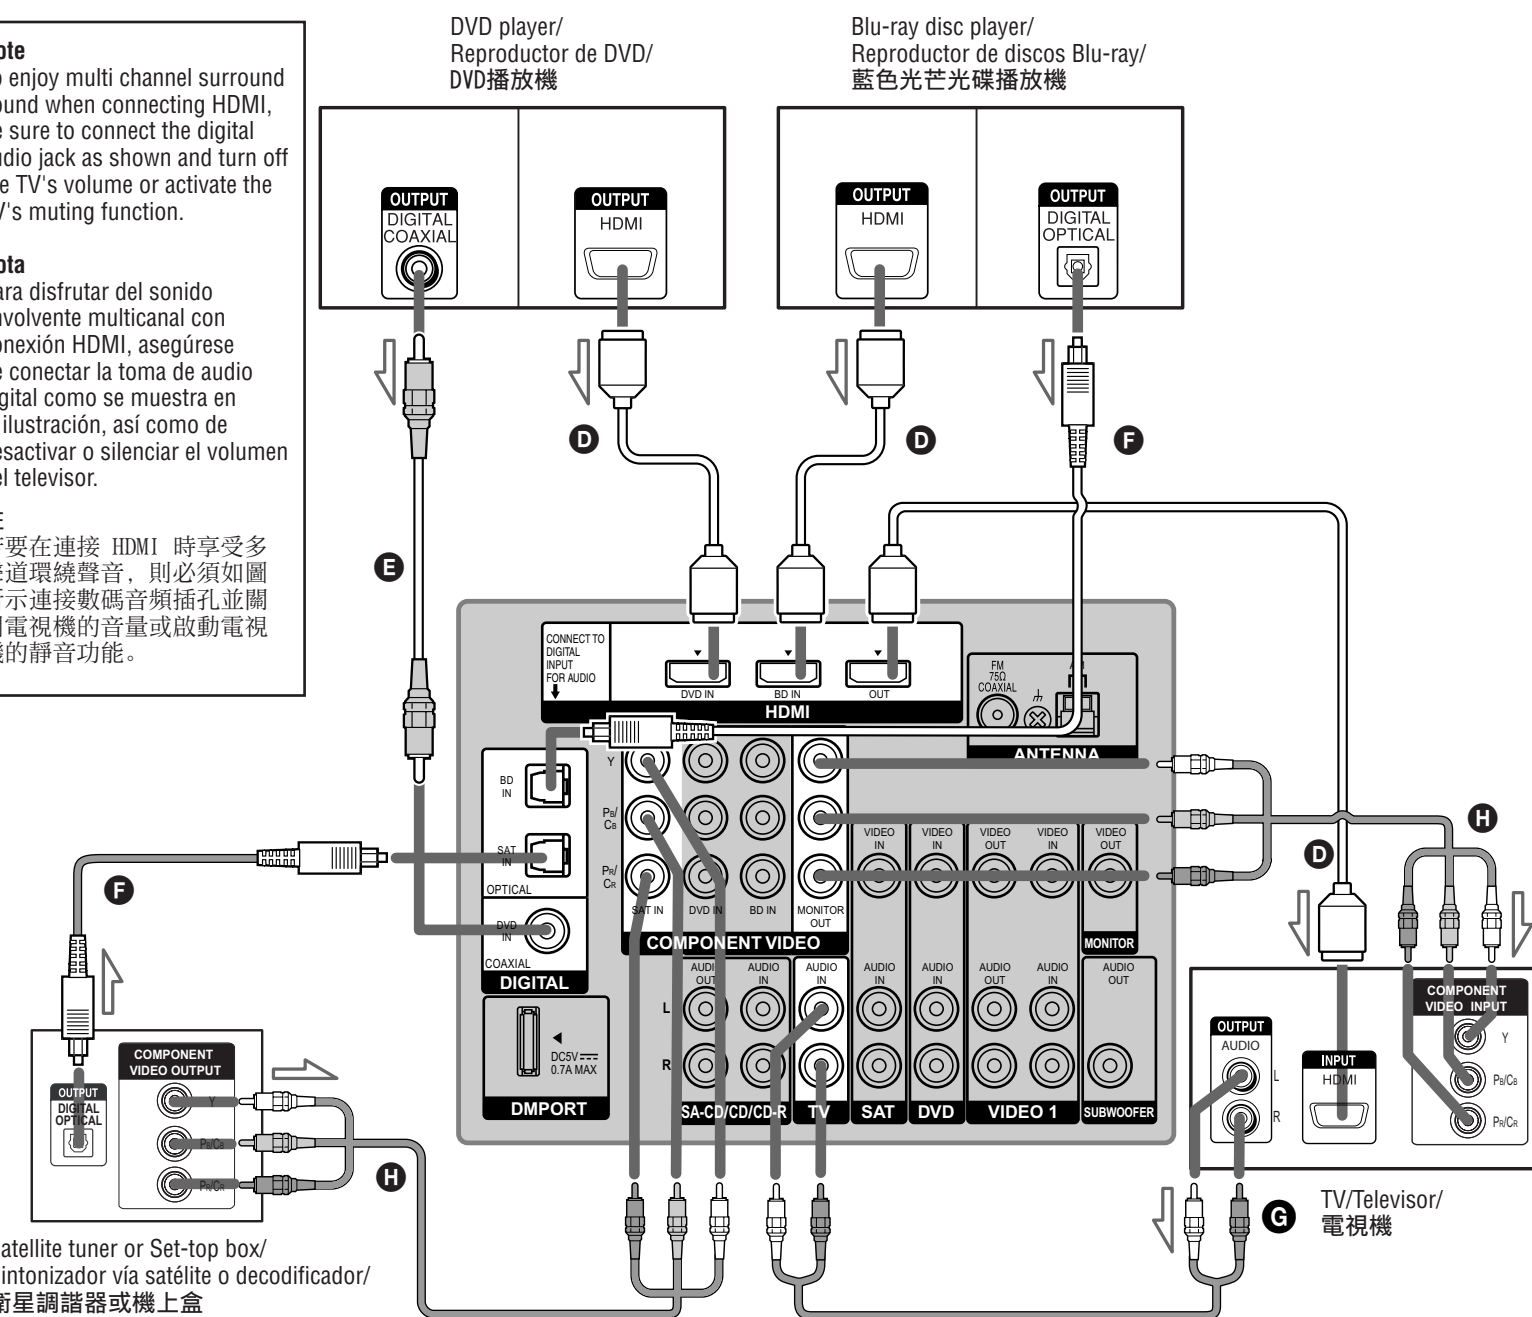 DVD player/
Reproductor de DVD/
DVD播放機
Blu-ray disc player/
Reproductor de discos Blu-ray/
藍色光芒光碟播放機
enjoy multi channel surround
when connecting HDMI,
sure to connect the digital
jack as shown and turn off
TV's volume or activate the
muting function.
disfrutar del sonido
multicanal con
HDMI, asegúrese
conectar la toma de audio
como se muestra en
ilustración, así como de
o silenciar el volumen
televisor.
要在連接 HDMI 時享受多
道環繞聲音, 則必須如圖
示連接數碼音頻插孔並關
電視機的音量或啟動電視
的靜音功能。
OUTPUT
DIGITAL
COAXIAL
OUTPUT
HDMI
OUTPUT
HDMI
OUTPUT
DIGITAL
OPTICAL
D
D
F
E
CONNECT TO
DIGITAL
INPUT
FOR AUDIO
DVD IN
BD IN
OUT
HDMI
FM
75Ω
COAXIAL
ANTENNA
BD
IN
SAT
IN
OPTICAL
DVD
IN
COAXIAL
DIGITAL
Y
PB/
CB
PR/
CR
SAT IN
DVD IN
BD IN
MONITOR
OUT
COMPONENT VIDEO
VIDEO
IN
VIDEO
IN
VIDEO
OUT
VIDEO
IN
VIDEO
OUT
MONITOR
AUDIO
OUT
AUDIO
IN
AUDIO
IN
AUDIO
IN
AUDIO
IN
AUDIO
OUT
AUDIO
IN
AUDIO
OUT
L
R
DC5V
0.7A MAX
DMPORT
SA-CD/CD/CD-R
TV
SAT
DVD
VIDEO 1
SUBWOOFER
H
D
F
COMPONENT
VIDEO INPUT
Y
PB/CB
PR/CR
OUTPUT
AUDIO
L
R
INPUT
HDMI
OUTPUT
DIGITAL
OPTICAL
COMPONENT
VIDEO OUTPUT
Y
PB/CB
PR/CR
H
G
TV/Televisor/
電視機
tuner or Set-top box/
vía satélite o decodificador/
衛星調諧器或機上盒